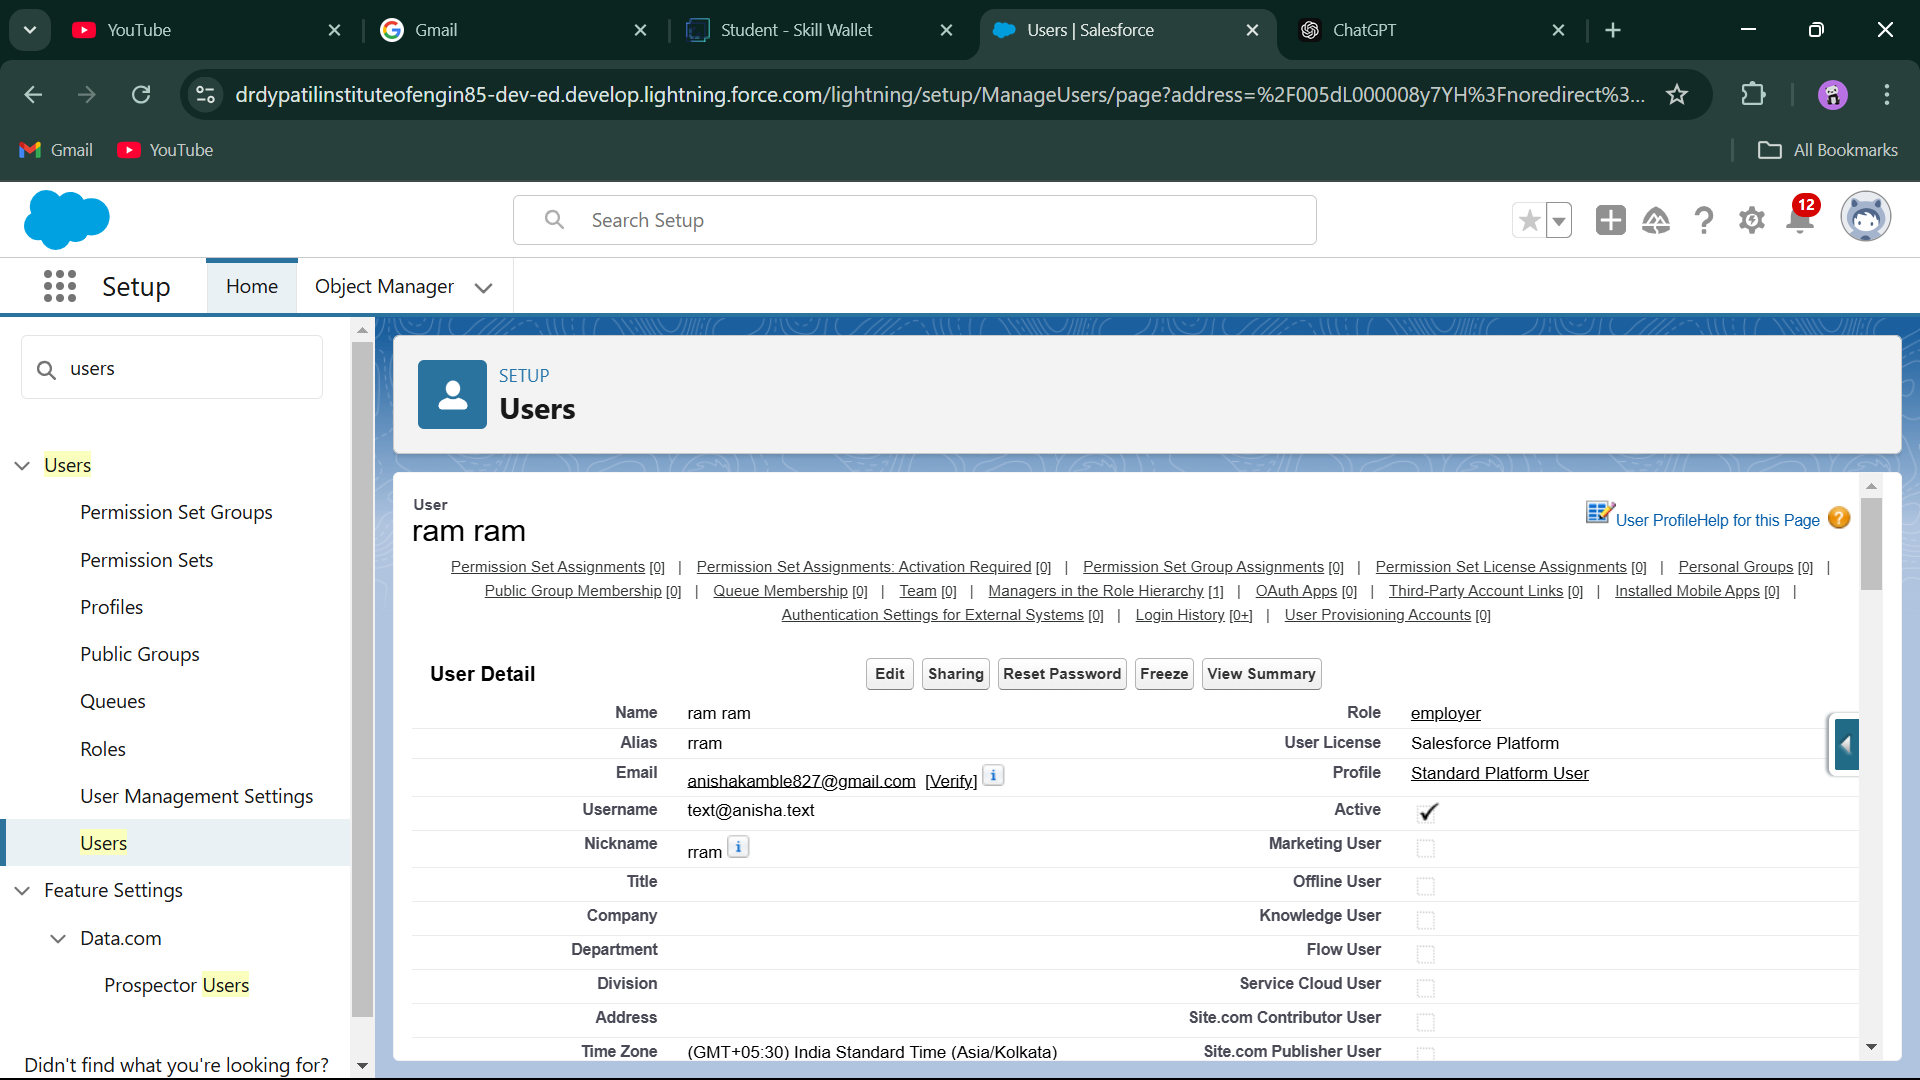 YouTube
Gmail
Student - Skill Wallet
Users | Salesforce
ChatGPT
drdypatilinstituteofengin85-dev-ed.develop.lightning.force.com/lightning/setup/ManageUsers/page?address=%2F005dL000008y7YH%3Fnoredirect%3...
Gmail
YouTube
All Bookmarks
Search Setup
12
Setup
Home
Object Manager
users
Users
Permission Set Groups
Permission Sets
Profiles
Public Groups
Queues
Roles
User Management Settings
Users
Feature Settings
Data.com
Prospector Users
Didn't find what you're looking for?
SETUP
Users
User
ram ram
User Profile Help for this Page ?
Permission Set Assignments [0] | Permission Set Assignments: Activation Required [0] | Permission Set Group Assignments [0] | Permission Set License Assignments [0] | Personal Groups [0] |
Public Group Membership [0] | Queue Membership [0] | Team [0] | Managers in the Role Hierarchy [1] | OAuth Apps [0] | Third-Party Account Links [0] | Installed Mobile Apps [0] |
Authentication Settings for External Systems [0] | Login History [0+] | User Provisioning Accounts [0]
User Detail
Edit Sharing Reset Password Freeze View Summary
Name ram ram Role employer
Alias rram User License Salesforce Platform
Email anishakamble827@gmail.com [Verify] i Profile Standard Platform User
Username text@anisha.text Active
Nickname rram i Marketing User
Title Offline User
Company Knowledge User
Department Flow User
Division Service Cloud User
Address Site.com Contributor User
Time Zone (GMT+05:30) India Standard Time (Asia/Kolkata) Site.com Publisher User